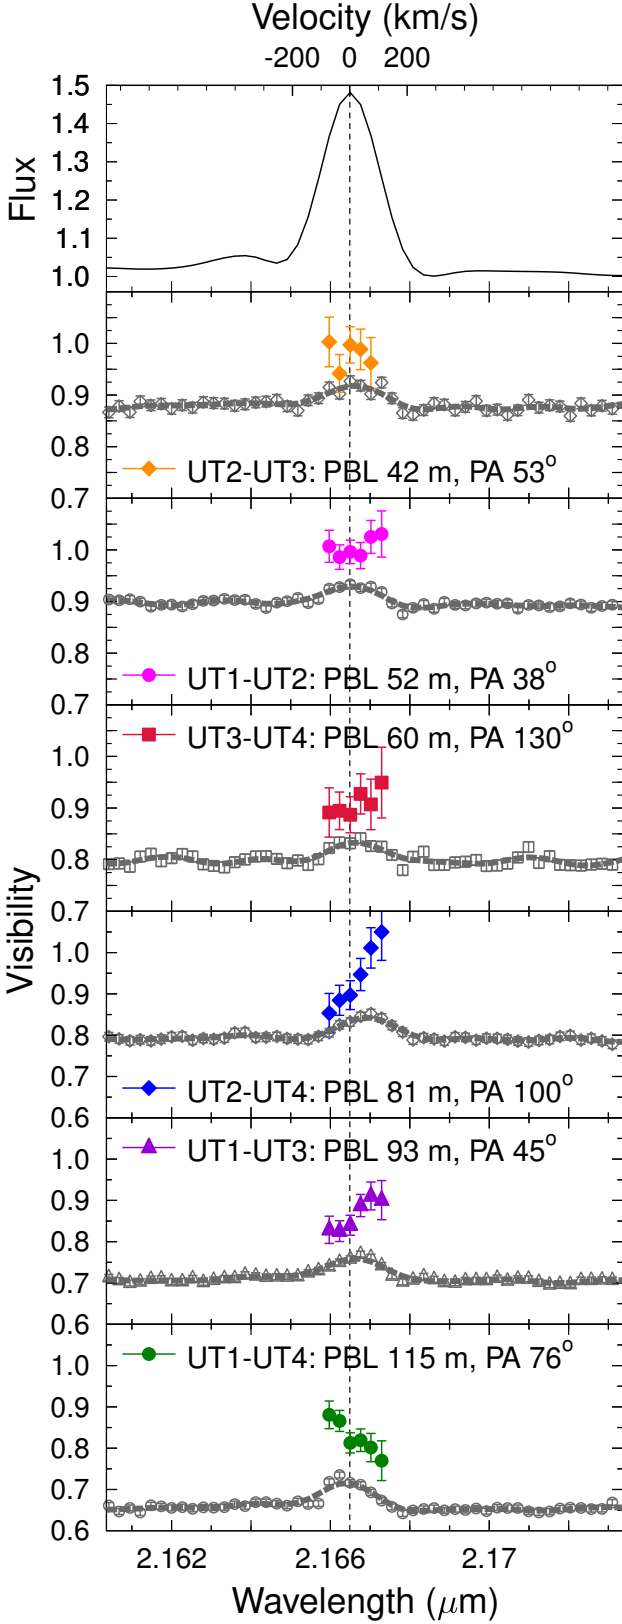 Velocity (km/s)
-200 0 200
1.5
1.4
1.3
1.2
1.1
1.0
Flux
1.0
0.9
0.8
0.7
UT2-UT3: PBL 42 m, PA 53°
1.0
0.9
0.8
0.7
UT1-UT2: PBL 52 m, PA 38°
UT3-UT4: PBL 60 m, PA 130°
1.0
0.9
0.8
0.7
Visibility
1.0
0.9
0.8
0.7
0.6
UT2-UT4: PBL 81 m, PA 100°
UT1-UT3: PBL 93 m, PA 45°
1.0
0.9
0.8
0.7
0.6
UT1-UT4: PBL 115 m, PA 76°
1.0
0.9
0.8
0.7
0.6
2.162 2.166 2.17
Wavelength (μm)